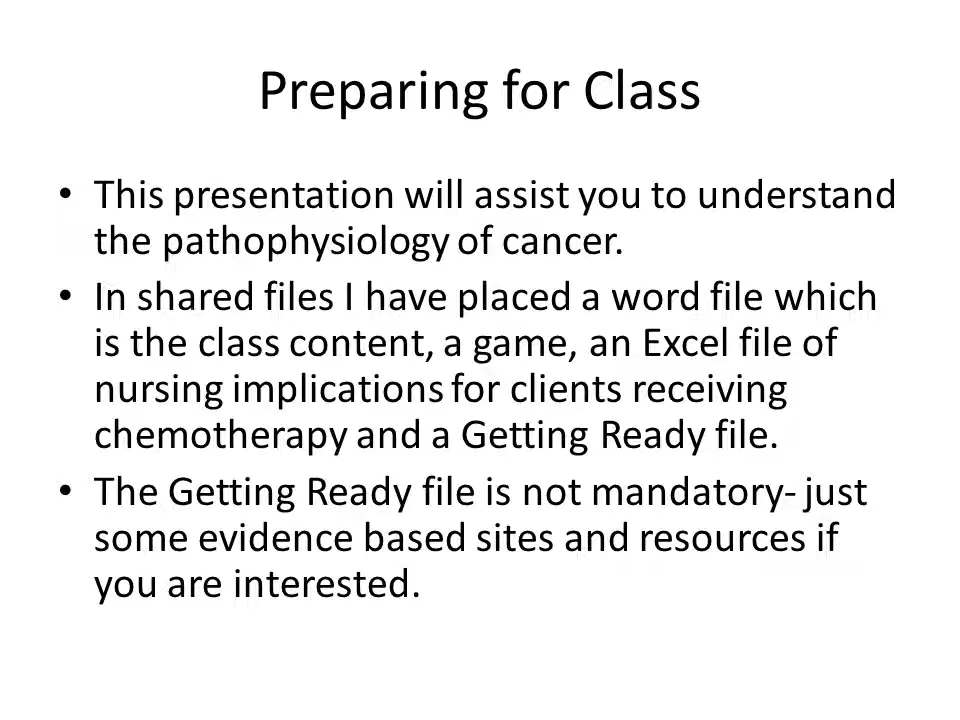 Preparing for Class
• This presentation will assist you to understand
the pathophysiology of cancer.
• In shared files I have placed a word file which
is the class content, a game, an Excel file of
nursing implications for clients receiving
chemotherapy and a Getting Ready file.
• The Getting Ready file is not mandatory- just
some evidence based sites and resources if
you are interested.